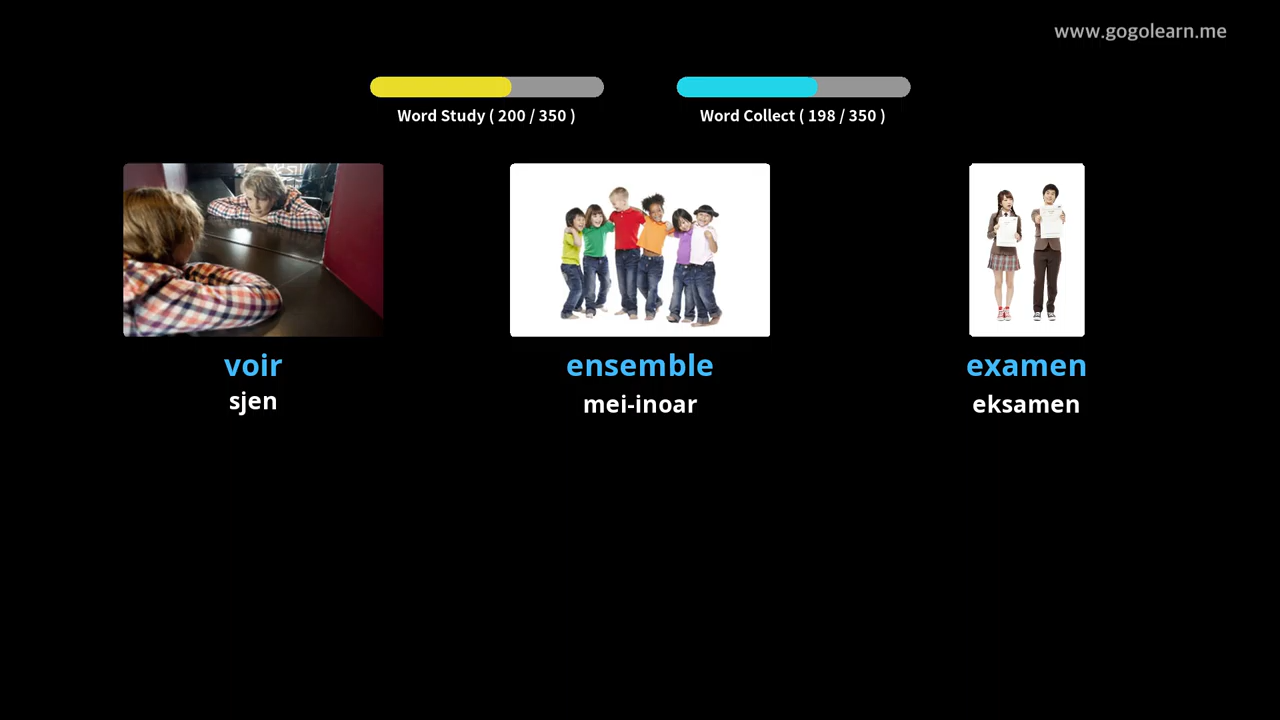 www.gogolearn.me
Word Study ( 200 / 350 )
Word Collect ( 198 / 350 )
voir
sjen
ensemble
mei-inoar
examen
eksamen